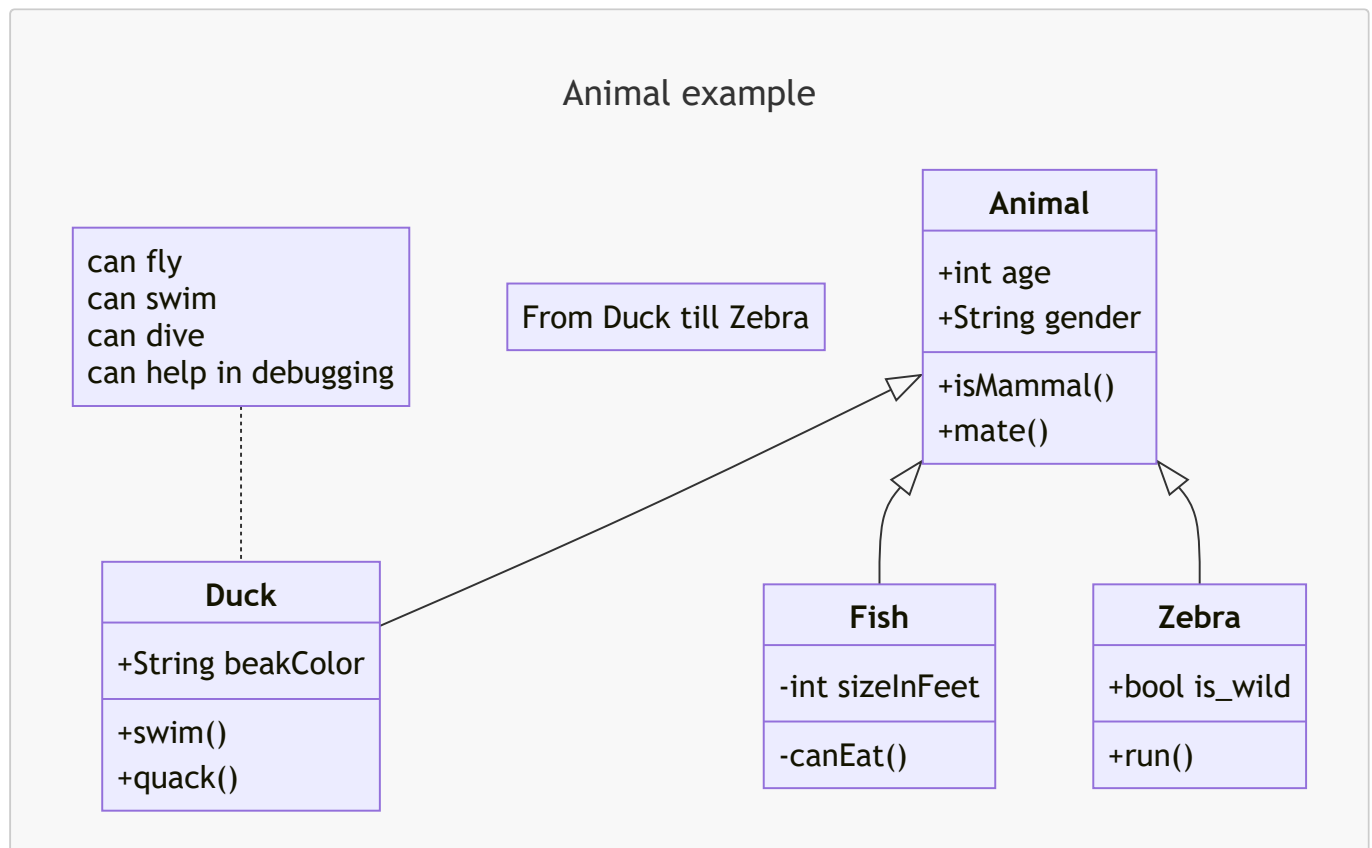 Animal example
can fly
can swim
can dive
can help in debugging
From Duck till Zebra
Animal
+int age
+String gender
+isMammal()
+mate()
Duck
+String beakColor
+swim()
+quack()
Fish
-int sizeInFeet
-canEat()
Zebra
+bool is_wild
+run()